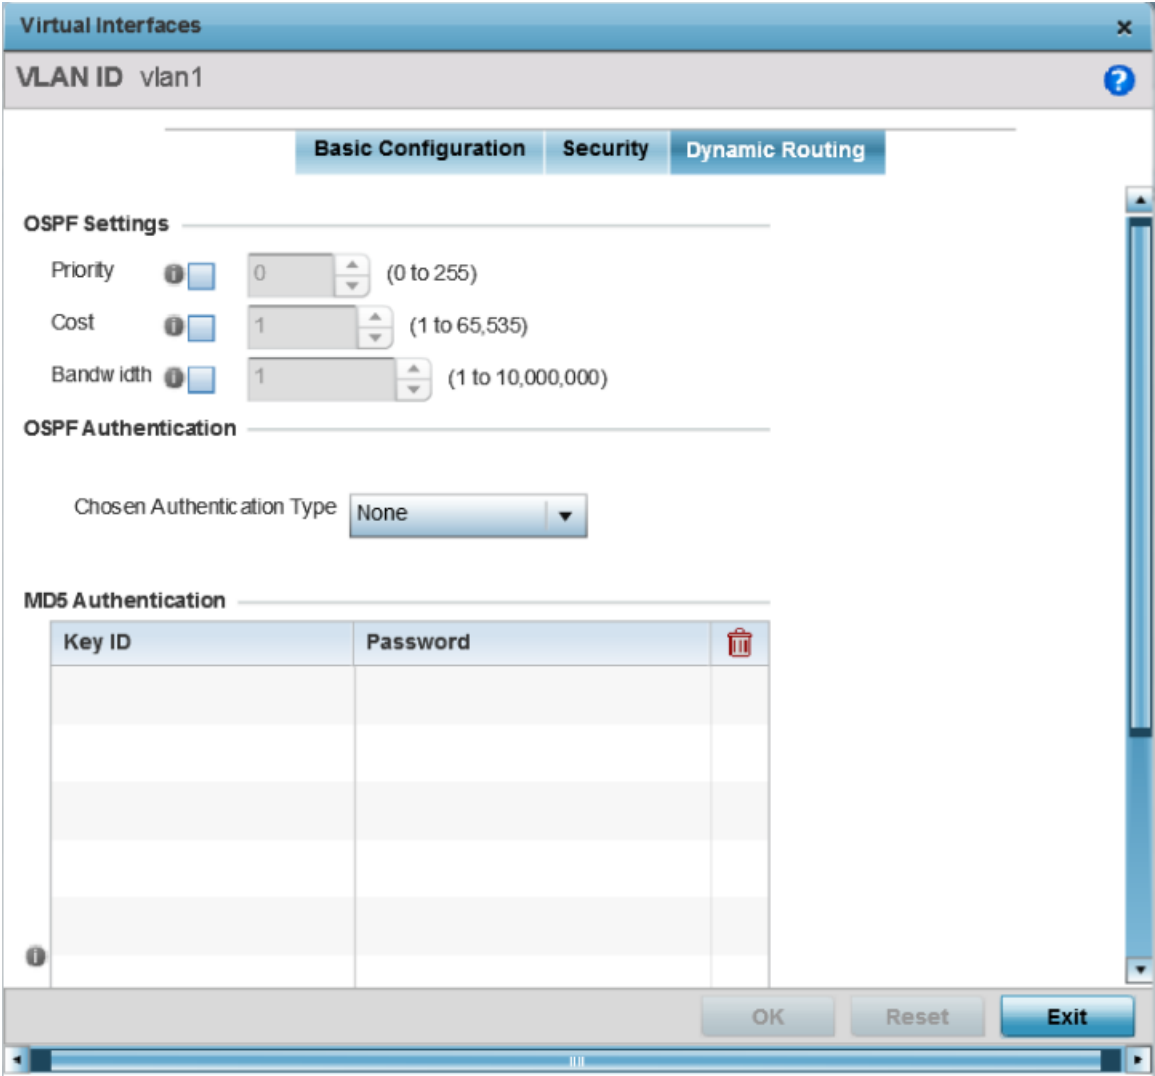 Virtual Interfaces
VLAN ID vlan1
Basic Configuration Security Dynamic Routing
OSPF Settings
Priority 0 (0 to 255)
Cost 1 (1 to 65,535)
Bandwidth 1 (1 to 10,000,000)
OSPF Authentication
Chosen Authentication Type None
MD5 Authentication
Key ID Password
OK Reset Exit